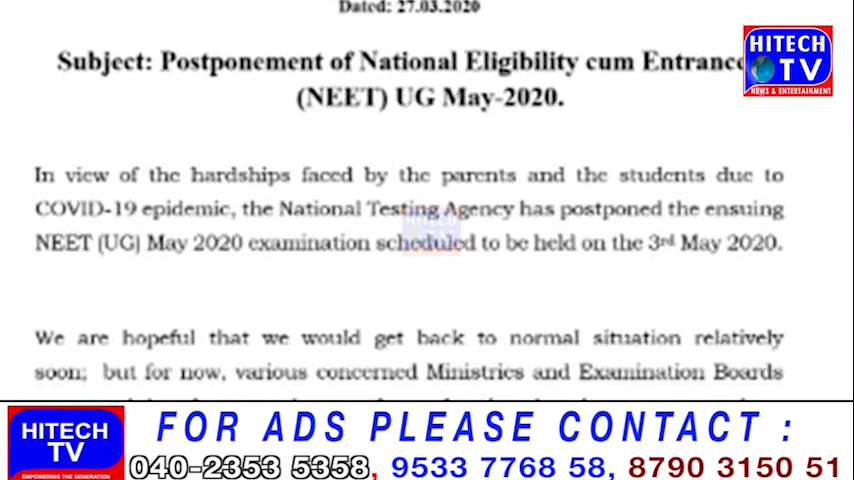 Dated: 27.03.2020
Subject: Postponement of National Eligibility cum Entrance
(NEET) UG May-2020.
HITECH
TV
NEWS & ENTERTAINMENT
In view of the hardships faced by the parents and the students due to
COVID-19 epidemic, the National Testing Agency has postponed the ensuing
NEET (UG) May 2020 examination scheduled to be held on the 3rd May 2020.
HITECH
TV
We are hopeful that we would get back to normal situation relatively
soon; but for now, various concerned Ministries and Examination Boards
HITECH
TV
EMPOWERING THE GENERATION
FOR ADS PLEASE CONTACT :
040-2353 5358, 9533 7768 58, 8790 3150 51